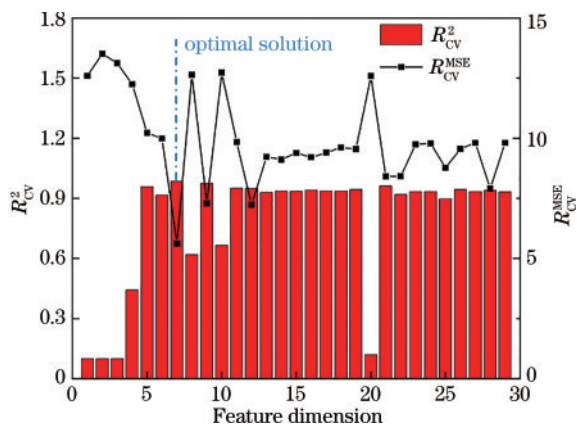 optimal solution
R²CV
RMSECV
1.8
1.5
1.2
0.9
0.6
0.3
0
R²CV
15
10
5
0
RMSECV
0 5 10 15 20 25 30
Feature dimension